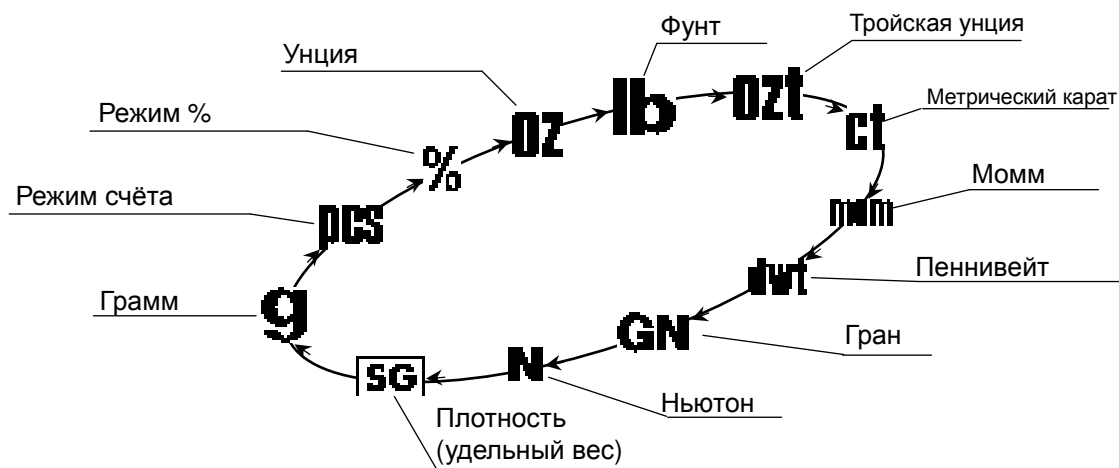 Фунт
Тройская унция
Унция
lb
ozt
Метрический карат
Режим %
oz
ct
%
Момм
Режим счёта
pcs
mom
Пеннивейт
dwt
Грамм
g
GN
Гран
N
SG
Ньютон
Плотность
(удельный вес)